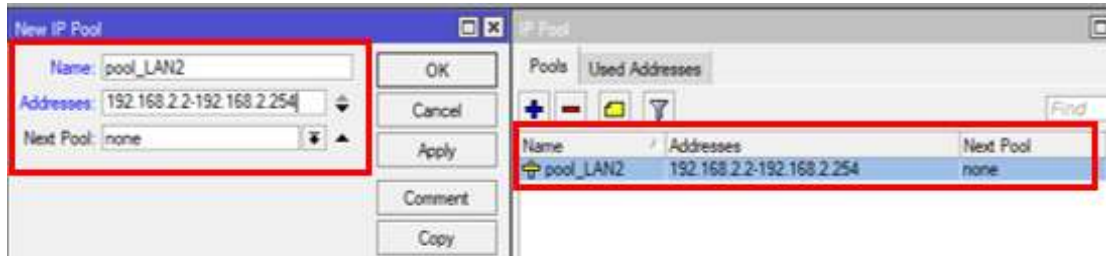 New IP Pool
Name: pool_LAN2
Addresses: 192.168.2.2-192.168.2.254
Next Pool: none
OK
Cancel
Apply
Comment
Copy
IP Pool
Pools Used Addresses
Find
Name Addresses Next Pool
pool_LAN2 192.168.2.2-192.168.2.254 none